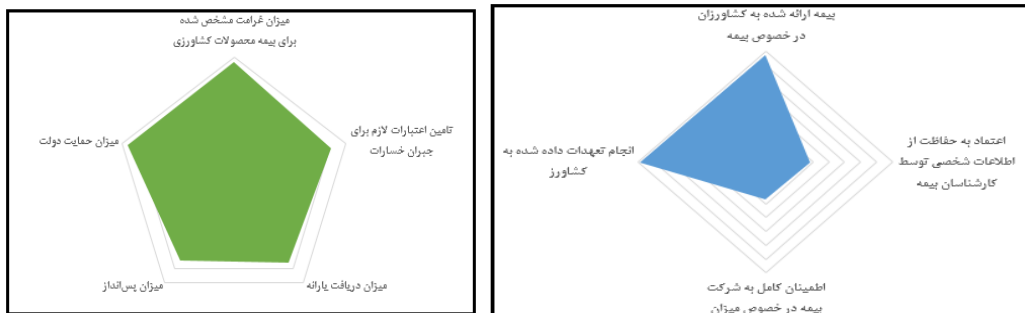 میزان غرامت مشخص شده
برای بیمه محصولات کشاورزی
تامین اعتبارات لازم برای
جبران خسارات
میزان دریافت یارانه
میزان پس‌انداز
میزان حمایت دولت
بیمه ارائه شده به کشاورزان
در خصوص بیمه
اعتماد به حفاظت از
اطلاعات شخصی توسط
کارشناسان بیمه
اطمینان کامل به شرکت
بیمه در خصوص میزان
انجام تعهدات داده شده به
کشاورز